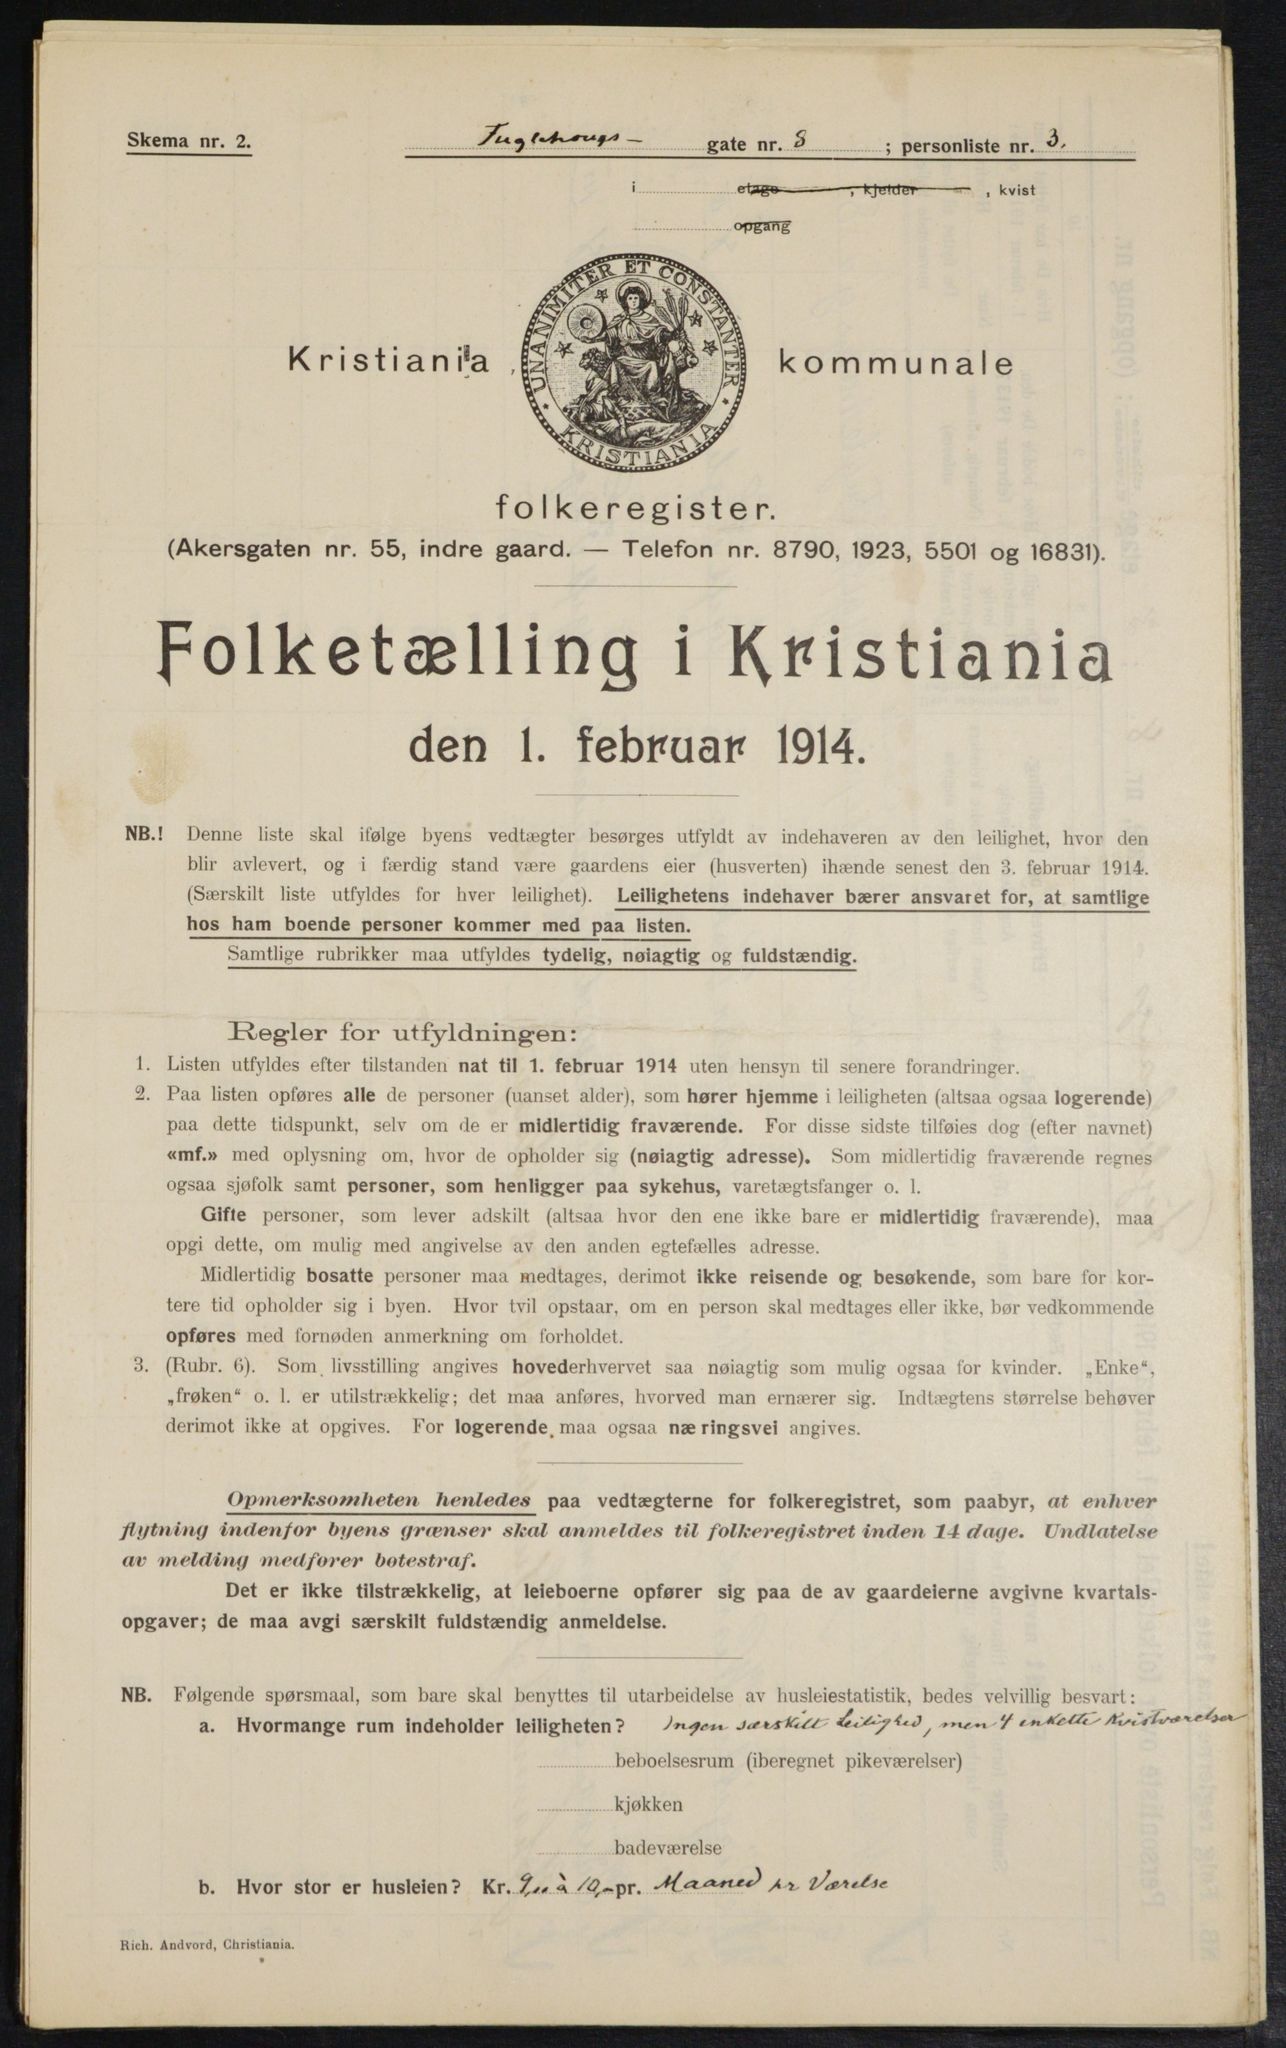 Skema nr. 2.
Fuglehougs- gate nr. 8 ; personliste nr. 3.
i etage , kjelder , kvist
opgang
UNANIMITER ET CONSTANTER
KRISTIANIA
Kristiania kommunale
folkeregister.
(Akersgaten nr. 55, indre gaard. — Telefon nr. 8790, 1923, 5501 og 16831).
Folketælling i Kristiania
den 1. februar 1914.
NB.! Denne liste skal ifølge byens vedtægter besørges utfyldt av indehaveren av den leilighet, hvor den
blir avlevert, og i færdig stand være gaardens eier (husverten) ihænde senest den 3. februar 1914.
(Særskilt liste utfyldes for hver leilighet). Leilighetens indehaver bærer ansvaret for, at samtlige
hos ham boende personer kommer med paa listen.
Samtlige rubrikker maa utfyldes tydelig, nøiagtig og fuldstændig.
Regler for utfyldningen:
1. Listen utfyldes efter tilstanden nat til 1. februar 1914 uten hensyn til senere forandringer.
2. Paa listen opføres alle de personer (uanset alder), som hører hjemme i leiligheten (altsaa ogsaa logerende)
paa dette tidspunkt, selv om de er midlertidig fraværende. For disse sidste tilføies dog (efter navnet)
«mf.» med oplysning om, hvor de opholder sig (nøiagtig adresse). Som midlertidig fraværende regnes
ogsaa sjøfolk samt personer, som henligger paa sykehus, varetægtsfanger o. l.
Gifte personer, som lever adskilt (altsaa hvor den ene ikke bare er midlertidig fraværende), maa
opgi dette, om mulig med angivelse av den anden egtefælles adresse.
Midlertidig bosatte personer maa medtages, derimot ikke reisende og besøkende, som bare for kor-
tere tid opholder sig i byen. Hvor tvil opstaar, om en person skal medtages eller ikke, bør vedkommende
opføres med fornøden anmerkning om forholdet.
3. (Rubr. 6). Som livsstilling angives hovederhvervet saa nøiagtig som mulig ogsaa for kvinder. „Enke“,
„frøken“ o. l. er utilstrækkelig; det maa anføres, hvorved man ernærer sig. Indtægtens størrelse behøver
derimot ikke at opgives. For logerende maa ogsaa næringsvei angives.
Opmerksomheten henledes paa vedtægterne for folkeregistret, som paabyr, at enhver
flytning indenfor byens grænser skal anmeldes til folkeregistret inden 14 dage. Undlatelse
av melding medfører bøtestraf.
Det er ikke tilstrækkelig, at leieboerne opfører sig paa de av gaardeierne avgivne kvartals-
opgaver; de maa avgi særskilt fuldstændig anmeldelse.
NB. Følgende spørsmaal, som bare skal benyttes til utarbeidelse av husleiestatistik, bedes velvillig besvart:
a. Hvormange rum indeholder leiligheten? Ingen særskilt Leilighed, men 4 enkelte Kvistværelser
beboelsesrum (iberegnet pikeværelser)
kjøkken
badeværelse
b. Hvor stor er husleien? Kr. 9,,, à 10,- pr. Maaned pr Værelse
Rich. Andvord, Christiania.